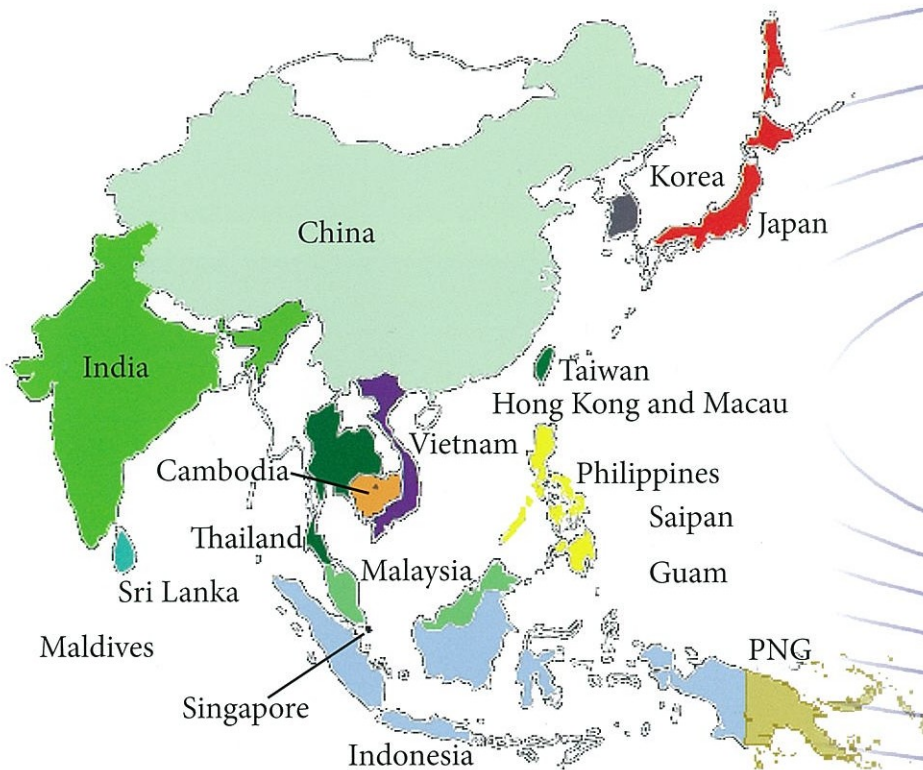 Korea
Japan
China
India
Taiwan
Hong Kong and Macau
Vietnam
Cambodia
Philippines
Saipan
Thailand
Malaysia
Guam
Sri Lanka
Maldives
PNG
Singapore
Indonesia